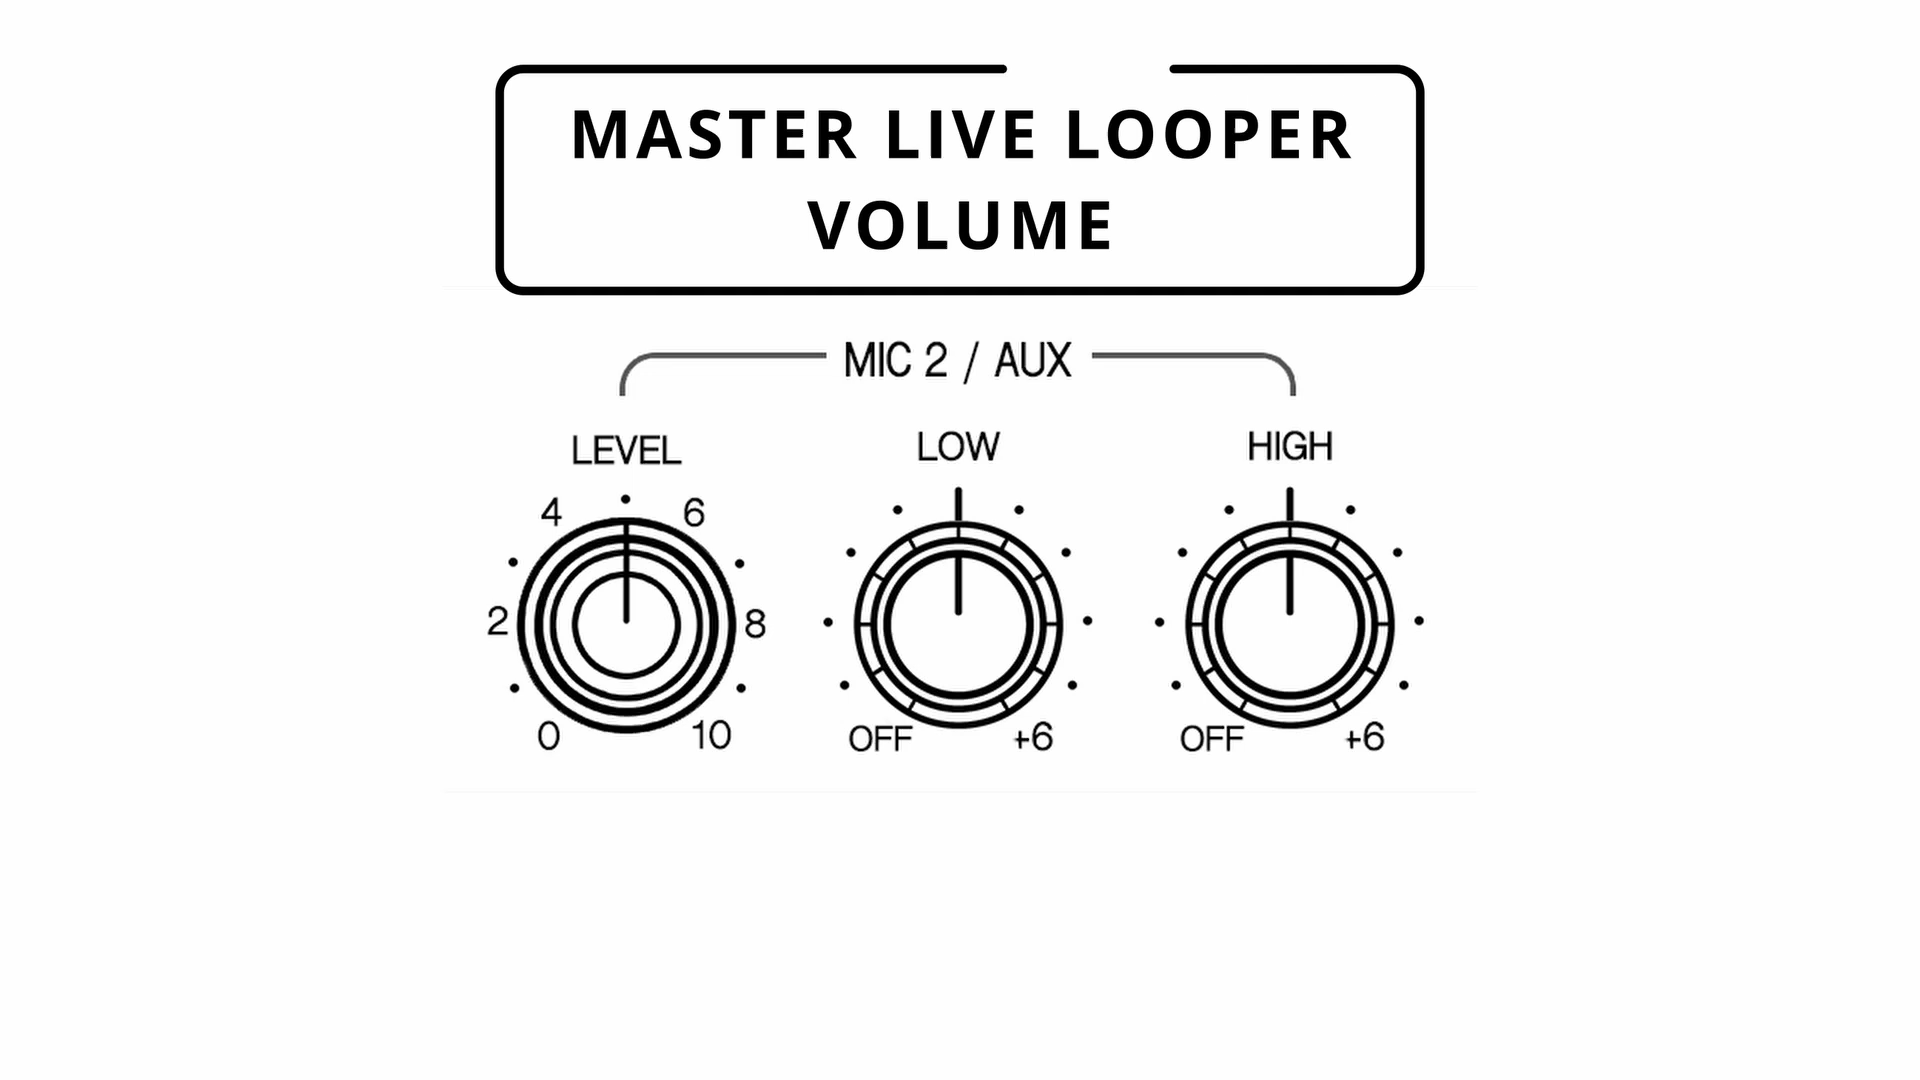 MASTER LIVE LOOPER
VOLUME
MIC 2 / AUX
LEVEL
LOW
HIGH
4
6
2
8
0
10
OFF
+6
OFF
+6